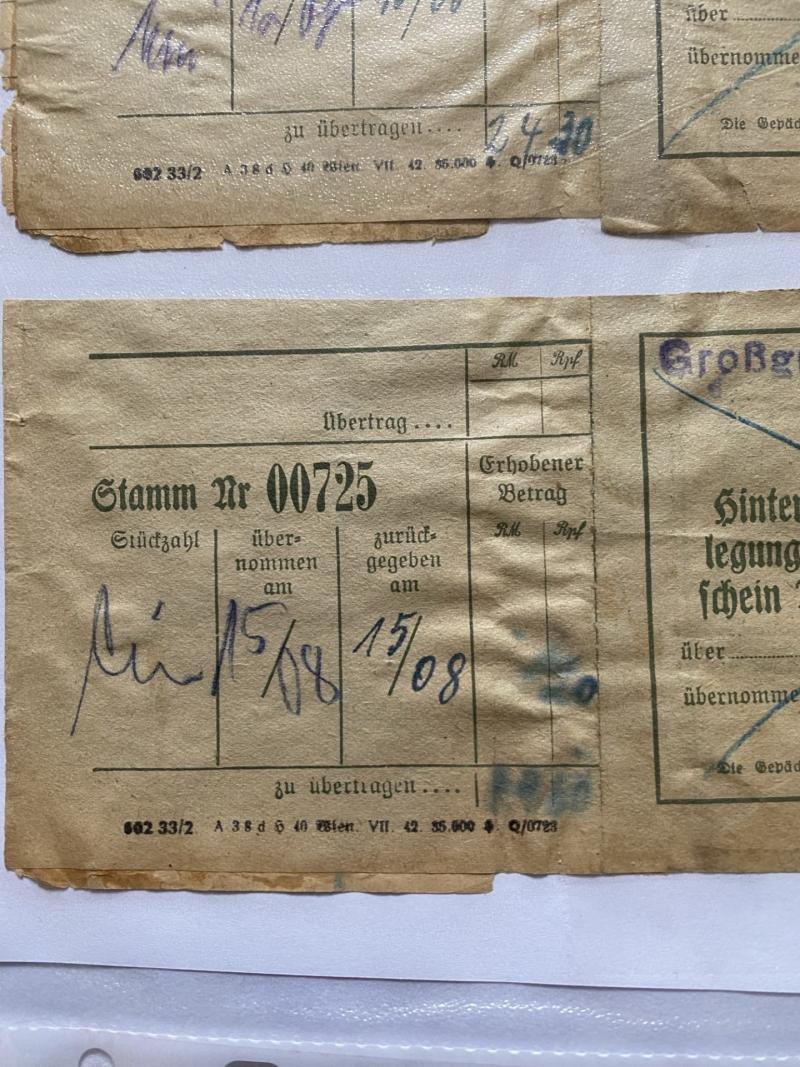 über
übernomme
Die Gepäc
zu übertragen....
24 20
602 33/2 A 38 d H 40 Wien. VII. 42. 35.000 Q/0723
RM Rpf
Großg
Übertrag....
Erhobener
Betrag
Stamm Nr 00725
RM Rpf
Stückzahl
über-
nommen
am
zurück-
gegeben
am
15/08
15/08
Hinter
legung
schein
über
übernomme
Die Gepäc
zu übertragen....
602 33/2 A 38 d H 40 Wien. VII. 42. 35.000 Q/0723